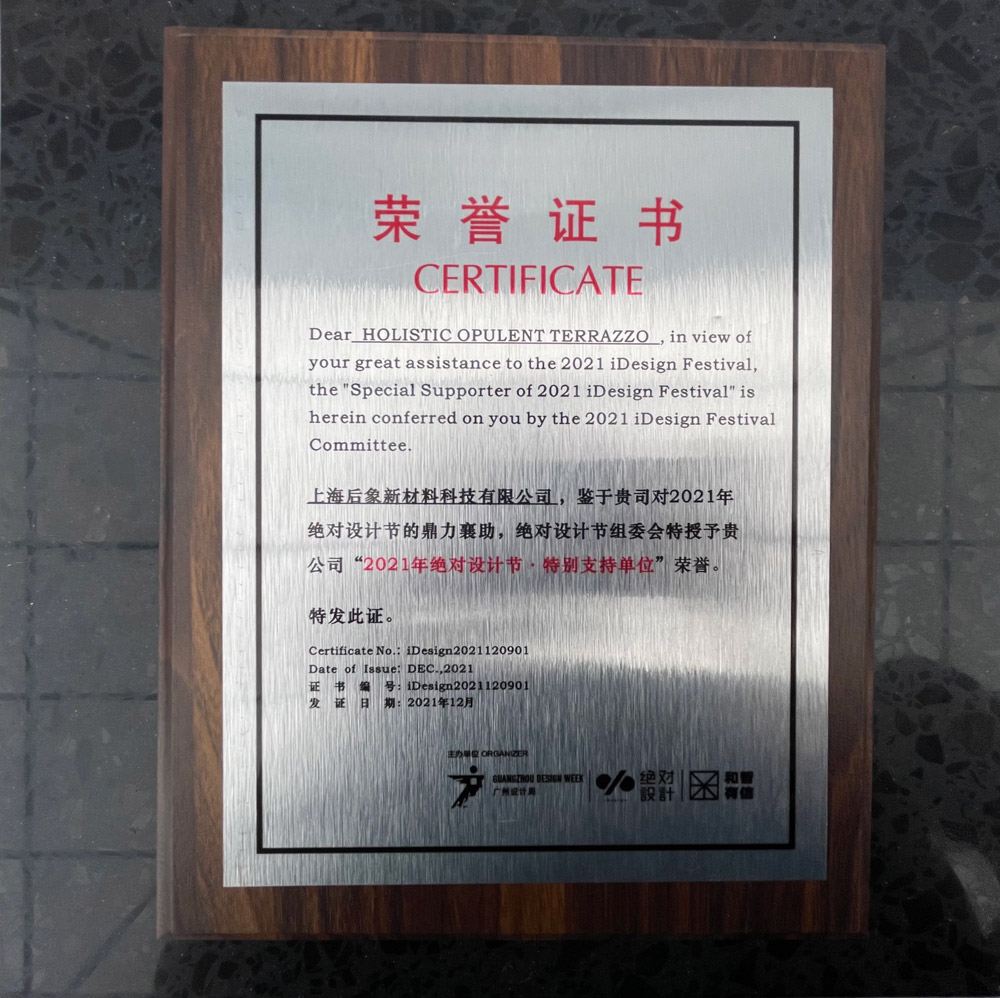 荣誉证书
CERTIFICATE
Dear HOLISTIC OPULENT TERRAZZO , in view of
your great assistance to the 2021 iDesign Festival,
the "Special Supporter of 2021 iDesign Festival" is
herein conferred on you by the 2021 iDesign Festival
Committee.
上海后象新材料科技有限公司，鉴于贵司对2021年
绝对设计节的鼎力襄助，绝对设计节组委会特授予贵
公司“2021年绝对设计节·特别支持单位”荣誉。
特发此证。
Certificate No.: iDesign2021120901
Date of Issue: DEC.,2021
证书编号: iDesign2021120901
发证日期: 2021年12月
主办单位 ORGANIZER
GUANGZHOU DESIGN WEEK
广州设计周
绝对
設計
和智
有信